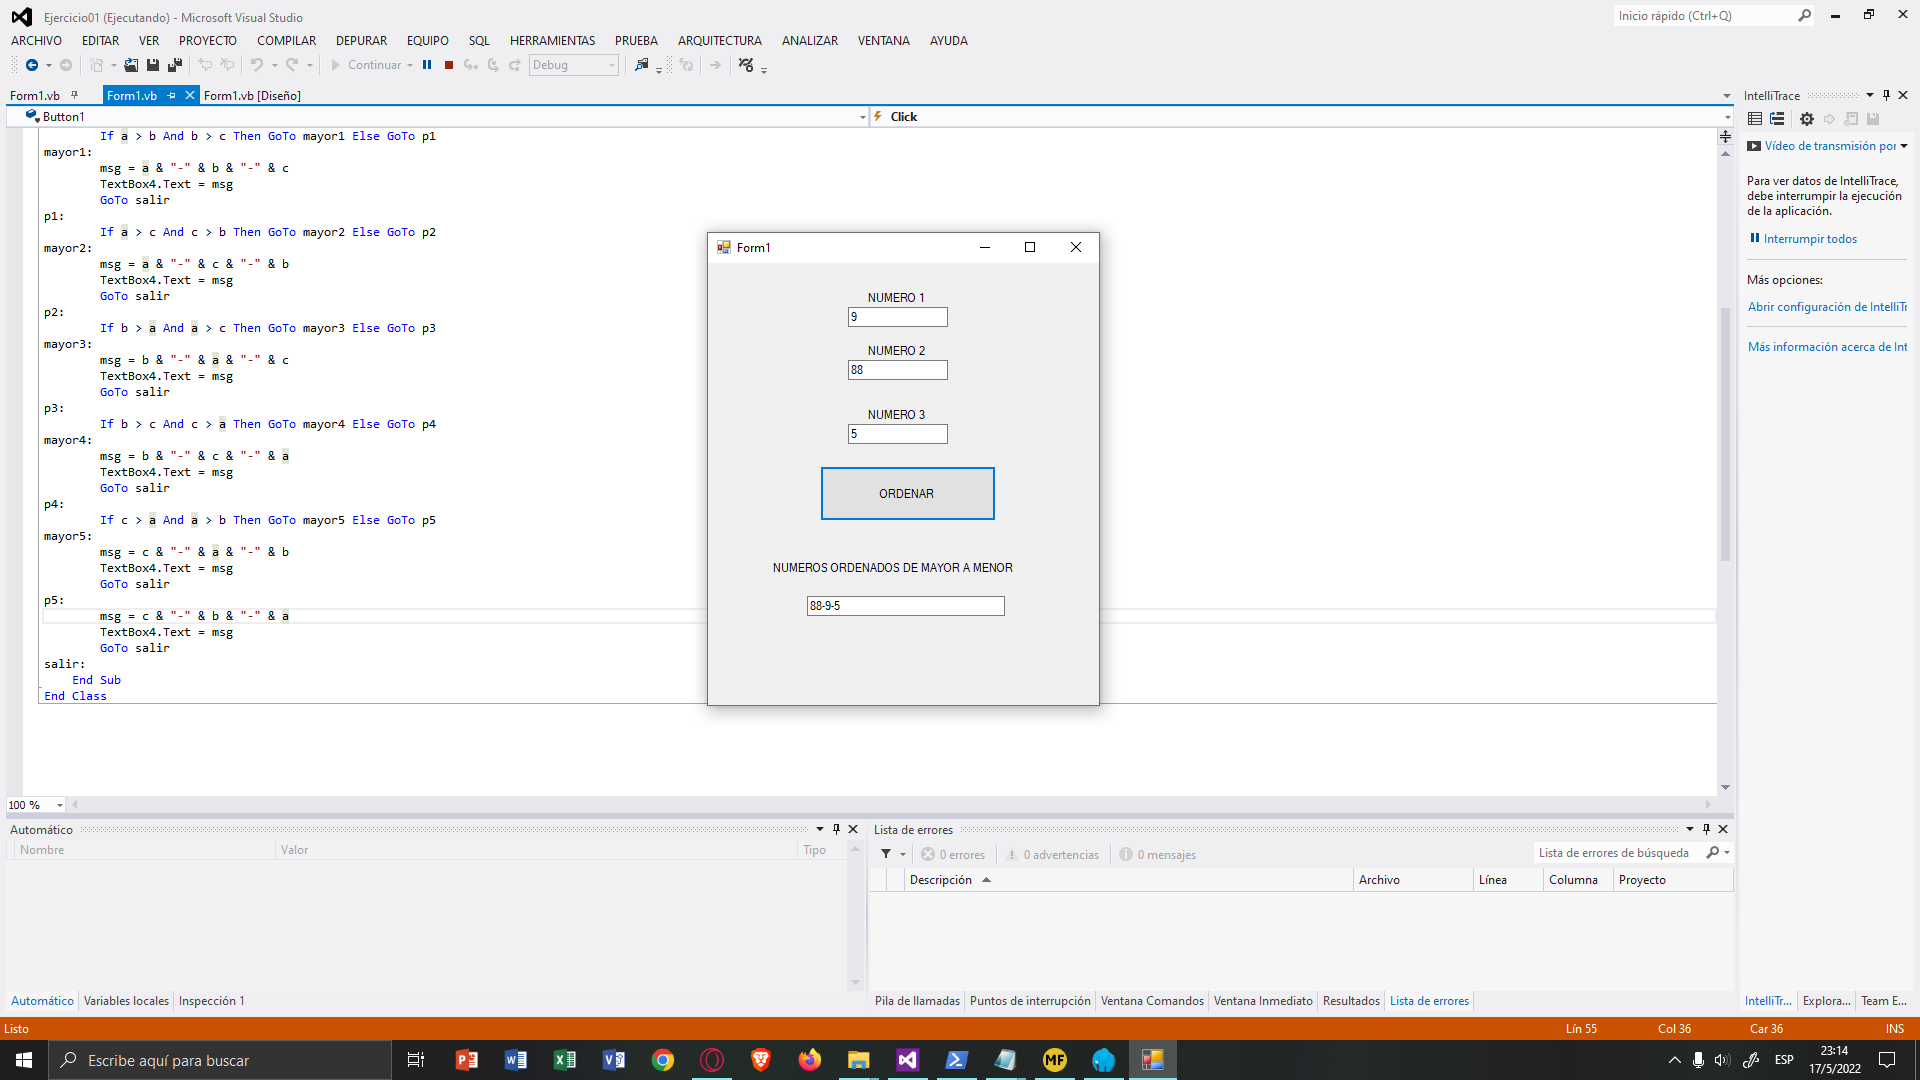 Ejercicio01 (Ejecutando) - Microsoft Visual Studio
Inicio rápido (Ctrl+Q)
ARCHIVO EDITAR VER PROYECTO COMPILAR DEPURAR EQUIPO SQL HERRAMIENTAS PRUEBA ARQUITECTURA ANALIZAR VENTANA AYUDA
Continuar
Debug
Form1.vb
Form1.vb
Form1.vb [Diseño]
Button1
Click
If a > b And b > c Then GoTo mayor1 Else GoTo p1
mayor1:
msg = a & "-" & b & "-" & c
TextBox4.Text = msg
GoTo salir
p1:
If a > c And c > b Then GoTo mayor2 Else GoTo p2
mayor2:
msg = a & "-" & c & "-" & b
TextBox4.Text = msg
GoTo salir
p2:
If b > a And a > c Then GoTo mayor3 Else GoTo p3
mayor3:
msg = b & "-" & a & "-" & c
TextBox4.Text = msg
GoTo salir
p3:
If b > c And c > a Then GoTo mayor4 Else GoTo p4
mayor4:
msg = b & "-" & c & "-" & a
TextBox4.Text = msg
GoTo salir
p4:
If c > a And a > b Then GoTo mayor5 Else GoTo p5
mayor5:
msg = c & "-" & a & "-" & b
TextBox4.Text = msg
GoTo salir
p5:
msg = c & "-" & b & "-" & a
TextBox4.Text = msg
GoTo salir
salir:
End Sub
End Class
100 %
Form1
NUMERO 1
9
NUMERO 2
88
NUMERO 3
5
ORDENAR
NUMEROS ORDENADOS DE MAYOR A MENOR
88-9-5
IntelliTrace
Vídeo de transmisión por
Para ver datos de IntelliTrace,
debe interrumpir la ejecución
de la aplicación.
Interrumpir todos
Más opciones:
Abrir configuración de IntelliTr
Más información acerca de Int
Automático
Nombre Valor Tipo
Automático Variables locales Inspección 1
Lista de errores
0 errores 0 advertencias 0 mensajes
Lista de errores de búsqueda
Descripción Archivo Línea Columna Proyecto
Pila de llamadas Puntos de interrupción Ventana Comandos Ventana Inmediato Resultados Lista de errores
IntelliTr... Explora... Team E...
Listo
Lín 55 Col 36 Car 36 INS
Escribe aquí para buscar
MF
ESP
23:14
17/5/2022